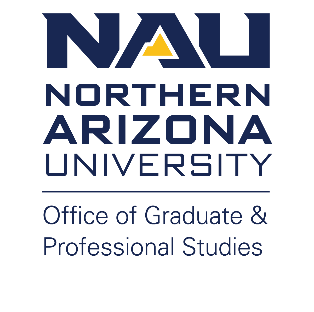 NAU
NORTHERN
ARIZONA
UNIVERSITY
Office of Graduate &
Professional Studies